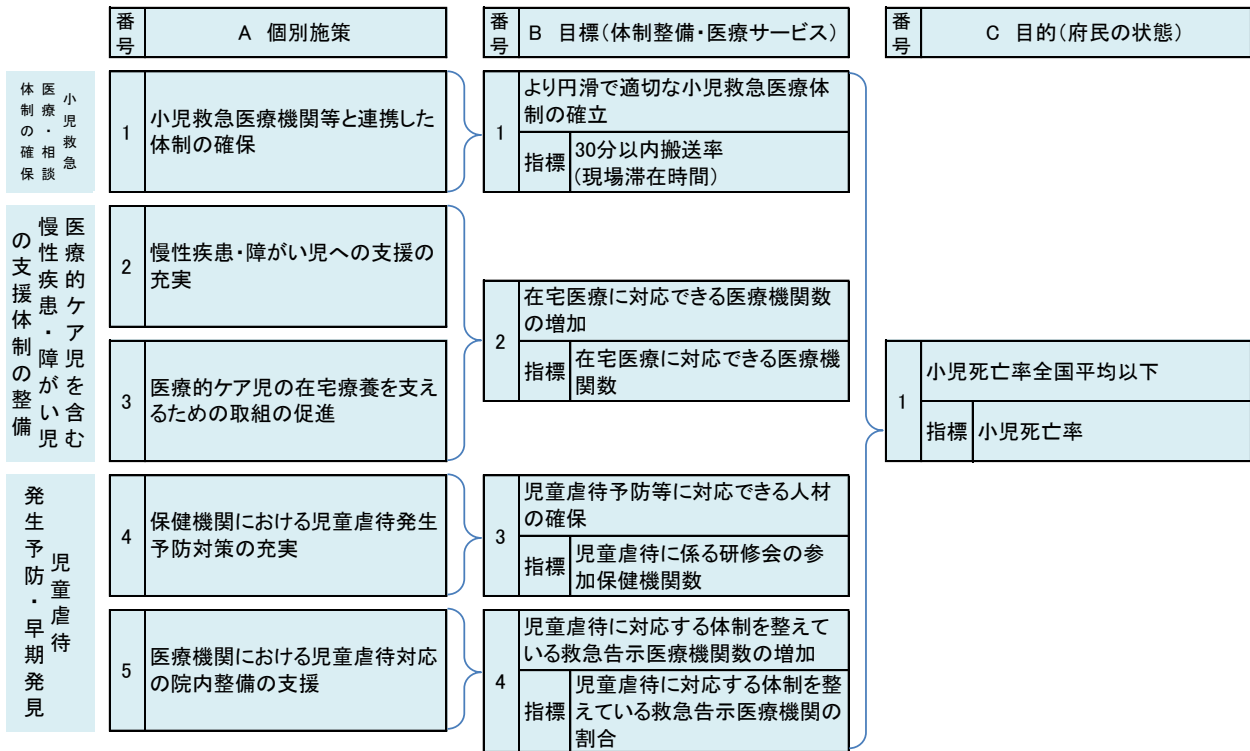 番号
A 個別施策
番号
B 目標(体制整備・医療サービス)
番号
C 目的(府民の状態)
小児救急
医療・相談
体制の確保
1
小児救急医療機関等と連携した
体制の確保
1
より円滑で適切な小児救急医療体
制の確立
指標
30分以内搬送率
(現場滞在時間)
医療的ケア児を含む
慢性疾患・障がい児
の支援体制の整備
2
慢性疾患・障がい児への支援の
充実
3
医療的ケア児の在宅療養を支え
るための取組の促進
2
在宅医療に対応できる医療機関数
の増加
指標
在宅医療に対応できる医療機
関数
1
小児死亡率全国平均以下
指標
小児死亡率
児童虐待
発生予防・早期発見
4
保健機関における児童虐待発生
予防対策の充実
3
児童虐待予防等に対応できる人材
の確保
指標
児童虐待に係る研修会の参
加保健機関数
5
医療機関における児童虐待対応
の院内整備の支援
4
児童虐待に対応する体制を整えて
いる救急告示医療機関数の増加
指標
児童虐待に対応する体制を整
えている救急告示医療機関の
割合